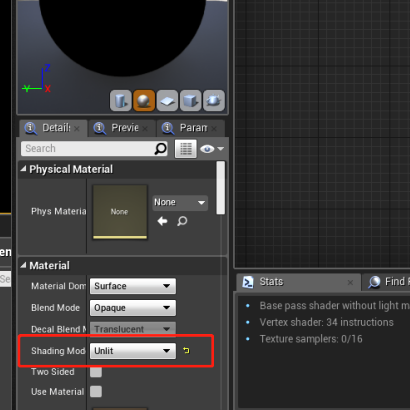 Z
Y
X
Details
Previe
Param
Search
Physical Material
Phys Materia
None
None
Material
Material Dom
Surface
Blend Mode
Opaque
Decal Blend M
Translucent
Shading Mod
Unlit
Two Sided
Use Material
en
Se
Stats
Find
Base pass shader without light m
Vertex shader: 34 instructions
Texture samplers: 0/16